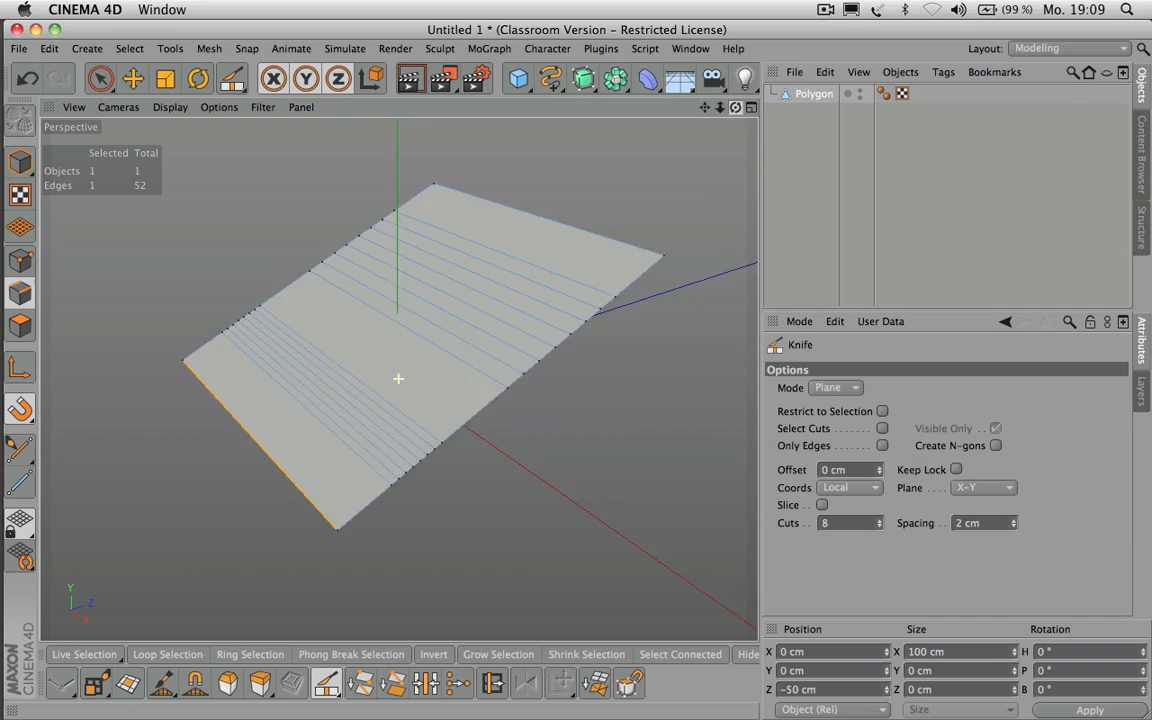 CINEMA 4D Window (99 %) Mo. 19:09
Untitled 1 * (Classroom Version - Restricted License)
File Edit Create Select Tools Mesh Snap Animate Simulate Render Sculpt MoGraph Character Plugins Script Window Help Layout: Modeling
X Y Z
File Edit View Objects Tags Bookmarks
View Cameras Display Options Filter Panel
Polygon
Perspective
Selected Total
Objects 1 1
Edges 1 52
Objects
Content Browser
Structure
Mode Edit User Data
Attributes
Layers
Knife
Options
Mode Plane
Restrict to Selection
Select Cuts Visible Only
Only Edges Create N-gons
Offset 0 cm Keep Lock
Coords Local Plane X-Y
Slice
Cuts 8 Spacing 2 cm
Y
Z
X
Position Size Rotation
X 0 cm X 100 cm H 0 °
Y 0 cm Y 0 cm P 0 °
Z -50 cm Z 0 cm B 0 °
Object (Rel) Size Apply
Live Selection Loop Selection Ring Selection Phong Break Selection Invert Grow Selection Shrink Selection Select Connected Hide
MAXON
CINEMA 4D